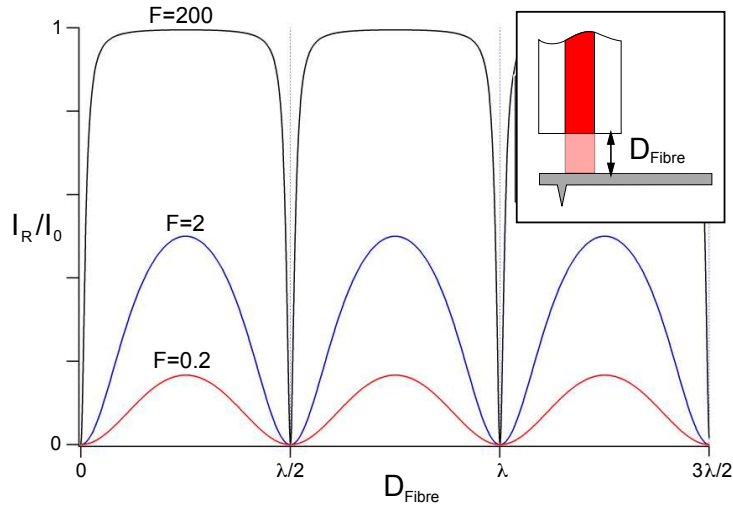 F=200
1
D_Fibre
I_R/I_0
F=2
F=0.2
0
0
λ/2
λ
3λ/2
D_Fibre